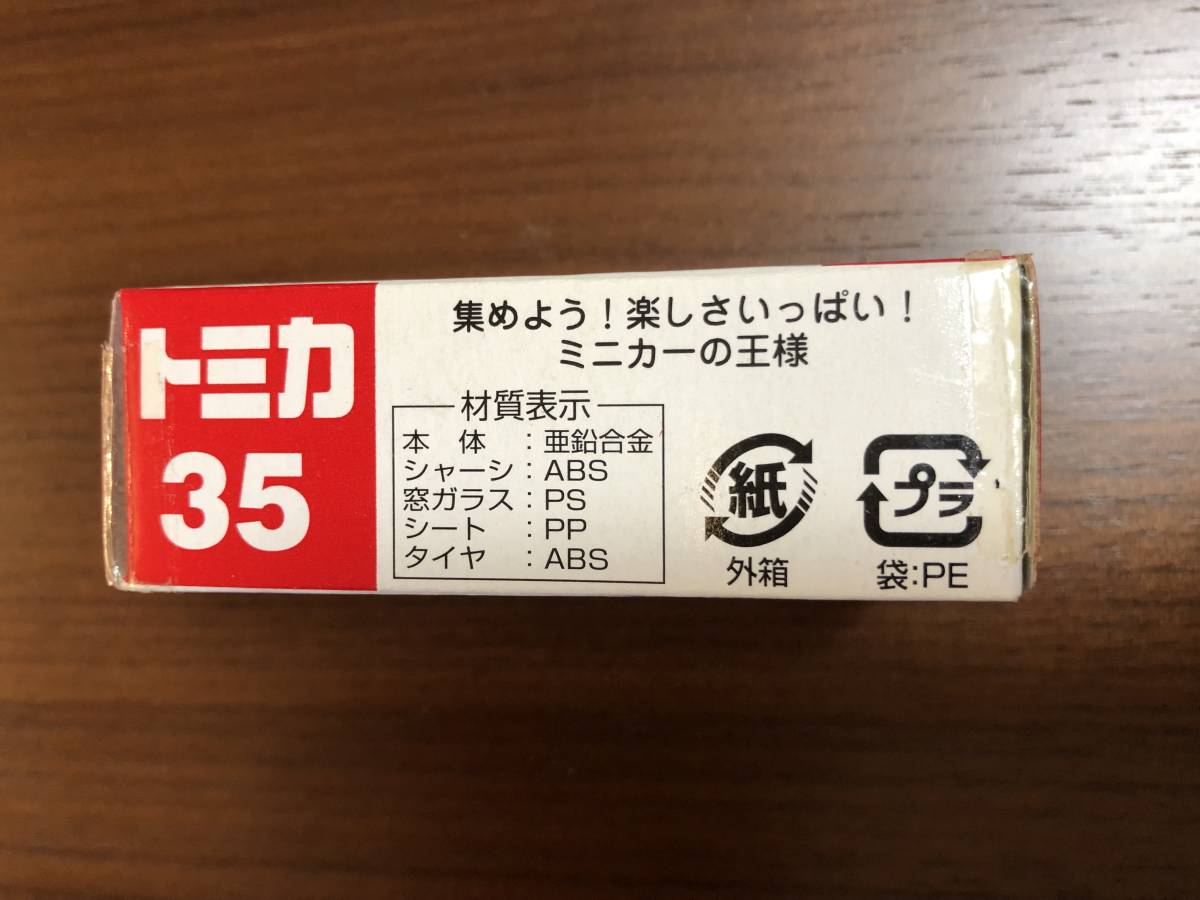 トミカ
35
集めよう!楽しさいっぱい!
ミニカーの王様
材質表示
本 体 : 亜鉛合金
シャーシ : ABS
窓ガラス : PS
シート : PP
タイヤ : ABS
紙
外箱
プラ
袋:PE